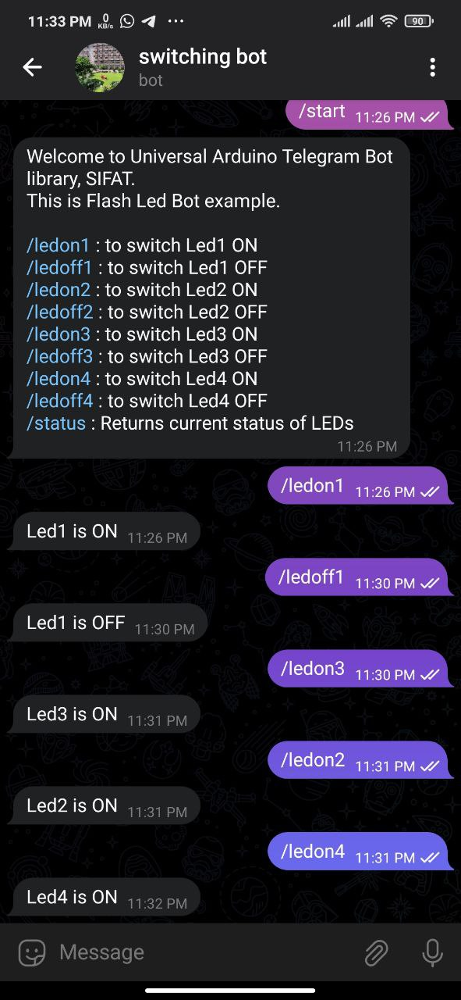 11:33 PM 0 KB/s 90
switching bot
bot
/start 11:26 PM
Welcome to Universal Arduino Telegram Bot
library, SIFAT.
This is Flash Led Bot example.
/ledon1 : to switch Led1 ON
/ledoff1 : to switch Led1 OFF
/ledon2 : to switch Led2 ON
/ledoff2 : to switch Led2 OFF
/ledon3 : to switch Led3 ON
/ledoff3 : to switch Led3 OFF
/ledon4 : to switch Led4 ON
/ledoff4 : to switch Led4 OFF
/status : Returns current status of LEDs
11:26 PM
/ledon1 11:26 PM
Led1 is ON 11:26 PM
/ledoff1 11:30 PM
Led1 is OFF 11:30 PM
/ledon3 11:30 PM
Led3 is ON 11:31 PM
/ledon2 11:31 PM
Led2 is ON 11:31 PM
/ledon4 11:31 PM
Led4 is ON 11:32 PM
Message